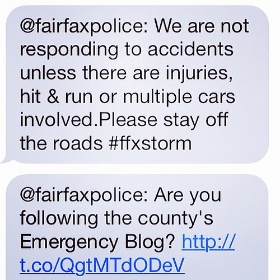 @fairfaxpolice: We are not
responding to accidents
unless there are injuries,
hit & run or multiple cars
involved.Please stay off
the roads #ffxstorm
@fairfaxpolice: Are you
following the county's
Emergency Blog? http://
t.co/QgtMTdODeV